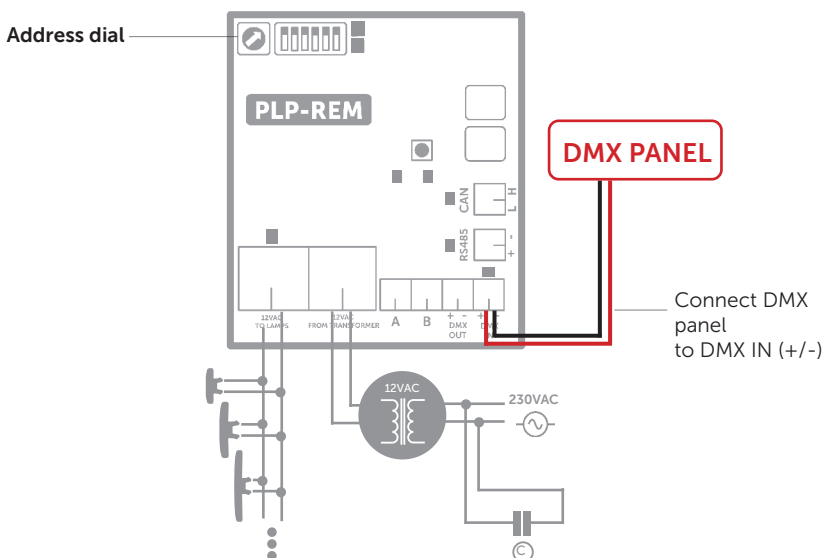 Address dial
PLP-REM
DMX PANEL
CAN
H
L
RS485
-
+
12VAC
TO LAMPS
12VAC
FROM TRANSFORMER
A
B
+ -
DMX
OUT
+
Connect DMX
panel
to DMX IN (+/-)
12VAC
230VAC
C